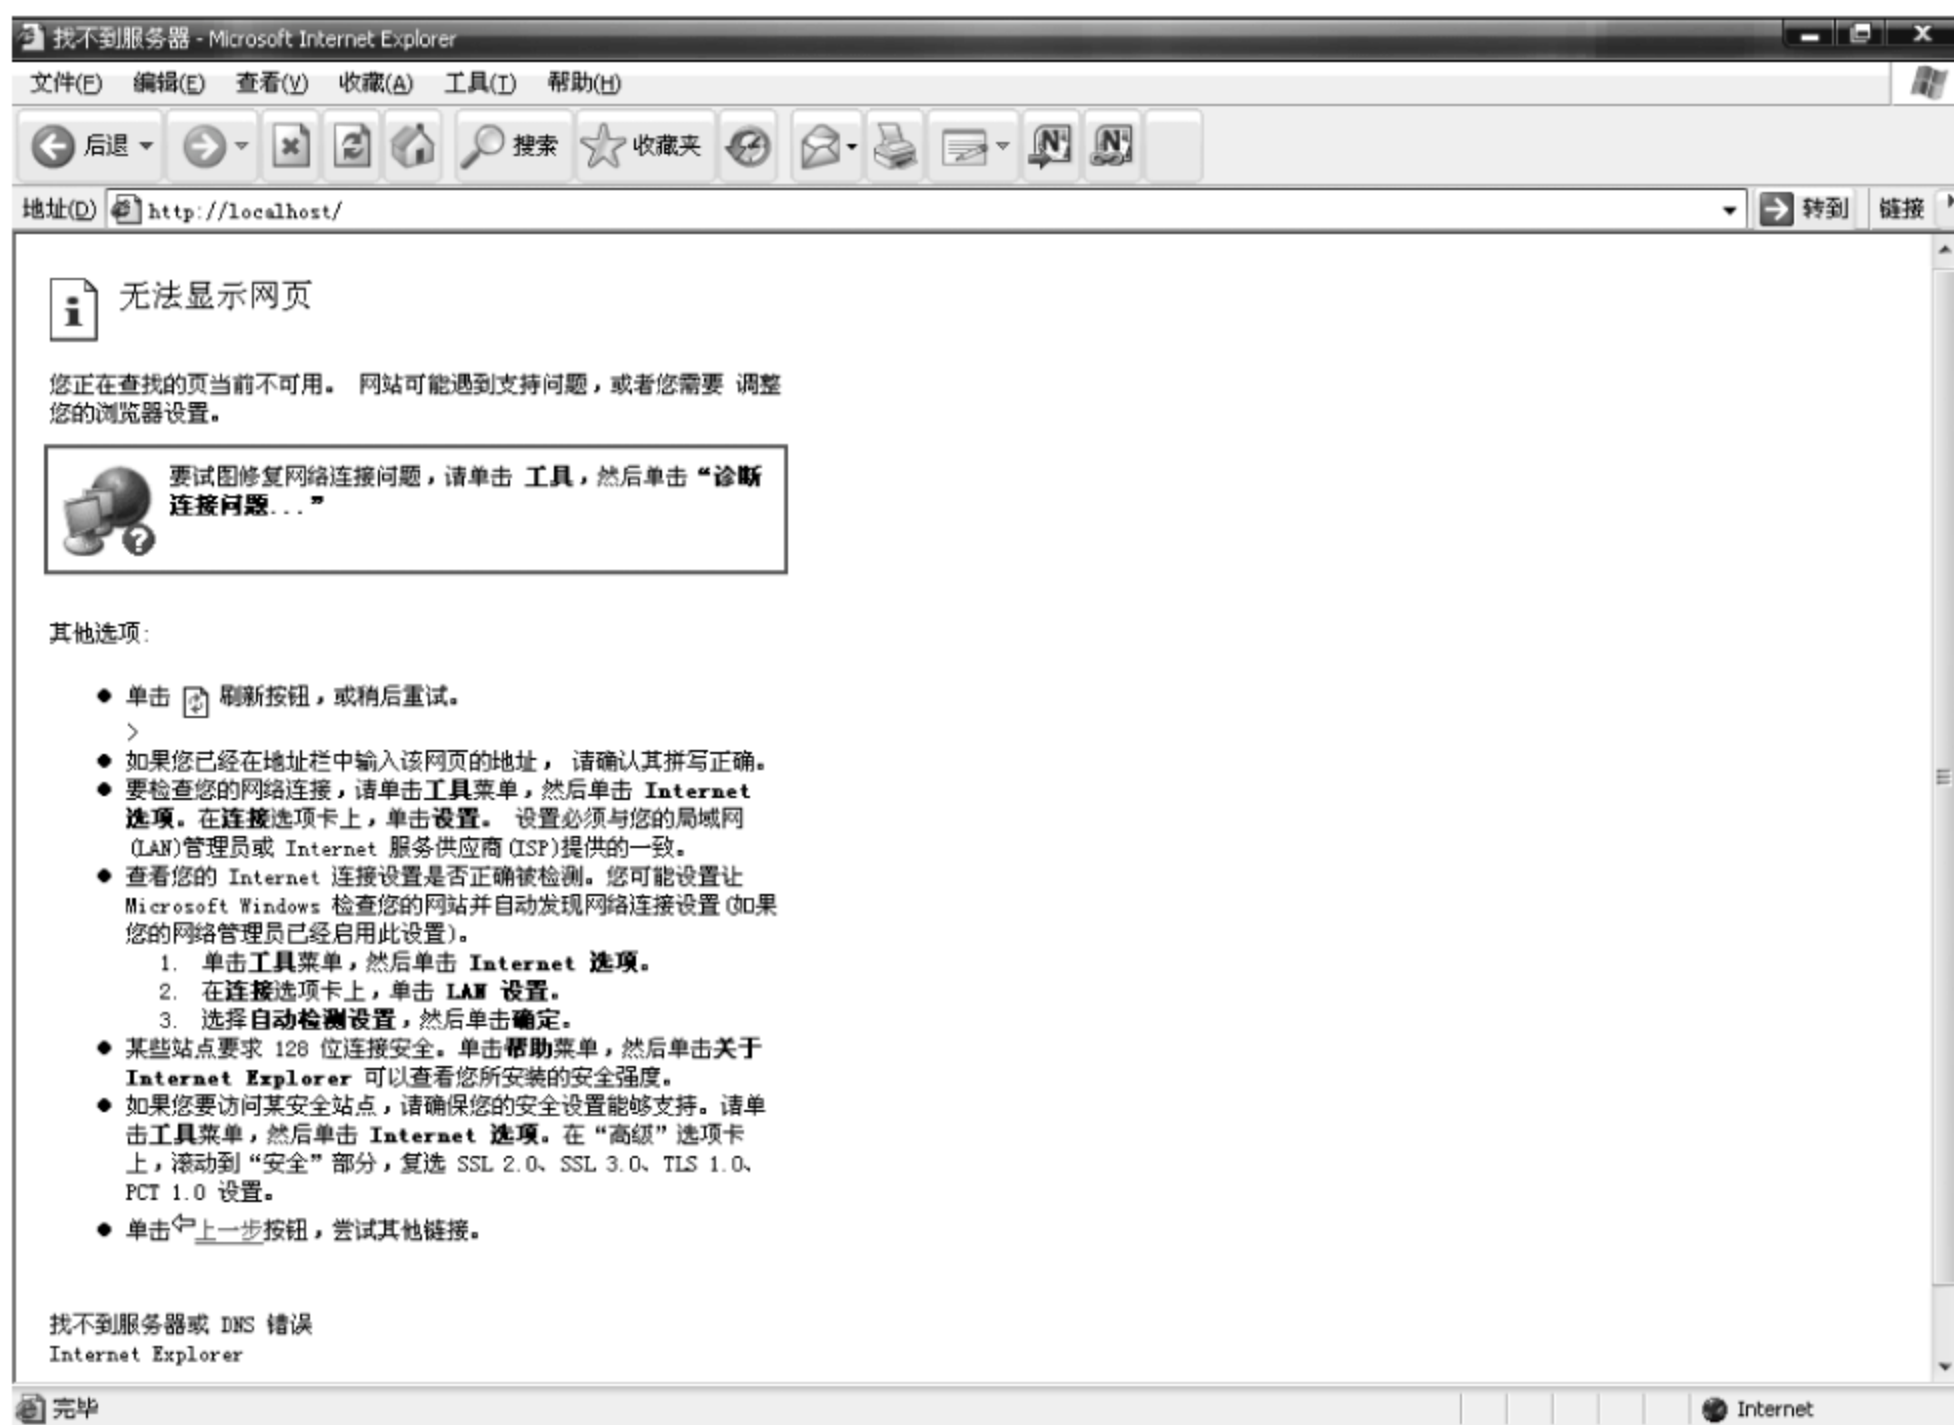 找不到服务器 - Microsoft Internet Explorer
文件(F) 编辑(E) 查看(V) 收藏(A) 工具(T) 帮助(H)
后退 搜索 收藏夹
地址(D) http://localhost/ 转到 链接
无法显示网页
您正在查找的页当前不可用。 网站可能遇到支持问题，或者您需要 调整
您的浏览器设置。
要试图修复网络连接问题，请单击 工具，然后单击“诊断
连接问题...”
其他选项:
● 单击 刷新按钮，或稍后重试。
>
● 如果您已经在地址栏中输入该网页的地址， 请确认其拼写正确。
● 要检查您的网络连接，请单击工具菜单，然后单击 Internet
选项。在连接选项卡上，单击设置。 设置必须与您的局域网
(LAN)管理员或 Internet 服务供应商(ISP)提供的一致。
● 查看您的 Internet 连接设置是否正确被检测。您可能设置让
Microsoft Windows 检查您的网站并自动发现网络连接设置(如果
您的网络管理员已经启用此设置)。
1. 单击工具菜单，然后单击 Internet 选项。
2. 在连接选项卡上，单击 LAN 设置。
3. 选择自动检测设置，然后单击确定。
● 某些站点要求 128 位连接安全。单击帮助菜单，然后单击关于
Internet Explorer 可以查看您所安装的安全强度。
● 如果您要访问某安全站点，请确保您的安全设置能够支持。请单
击工具菜单，然后单击 Internet 选项。在“高级”选项卡
上，滚动到“安全”部分，复选 SSL 2.0、SSL 3.0、TLS 1.0、
PCT 1.0 设置。
● 单击上一步按钮，尝试其他链接。
找不到服务器或 DNS 错误
Internet Explorer
完毕 Internet